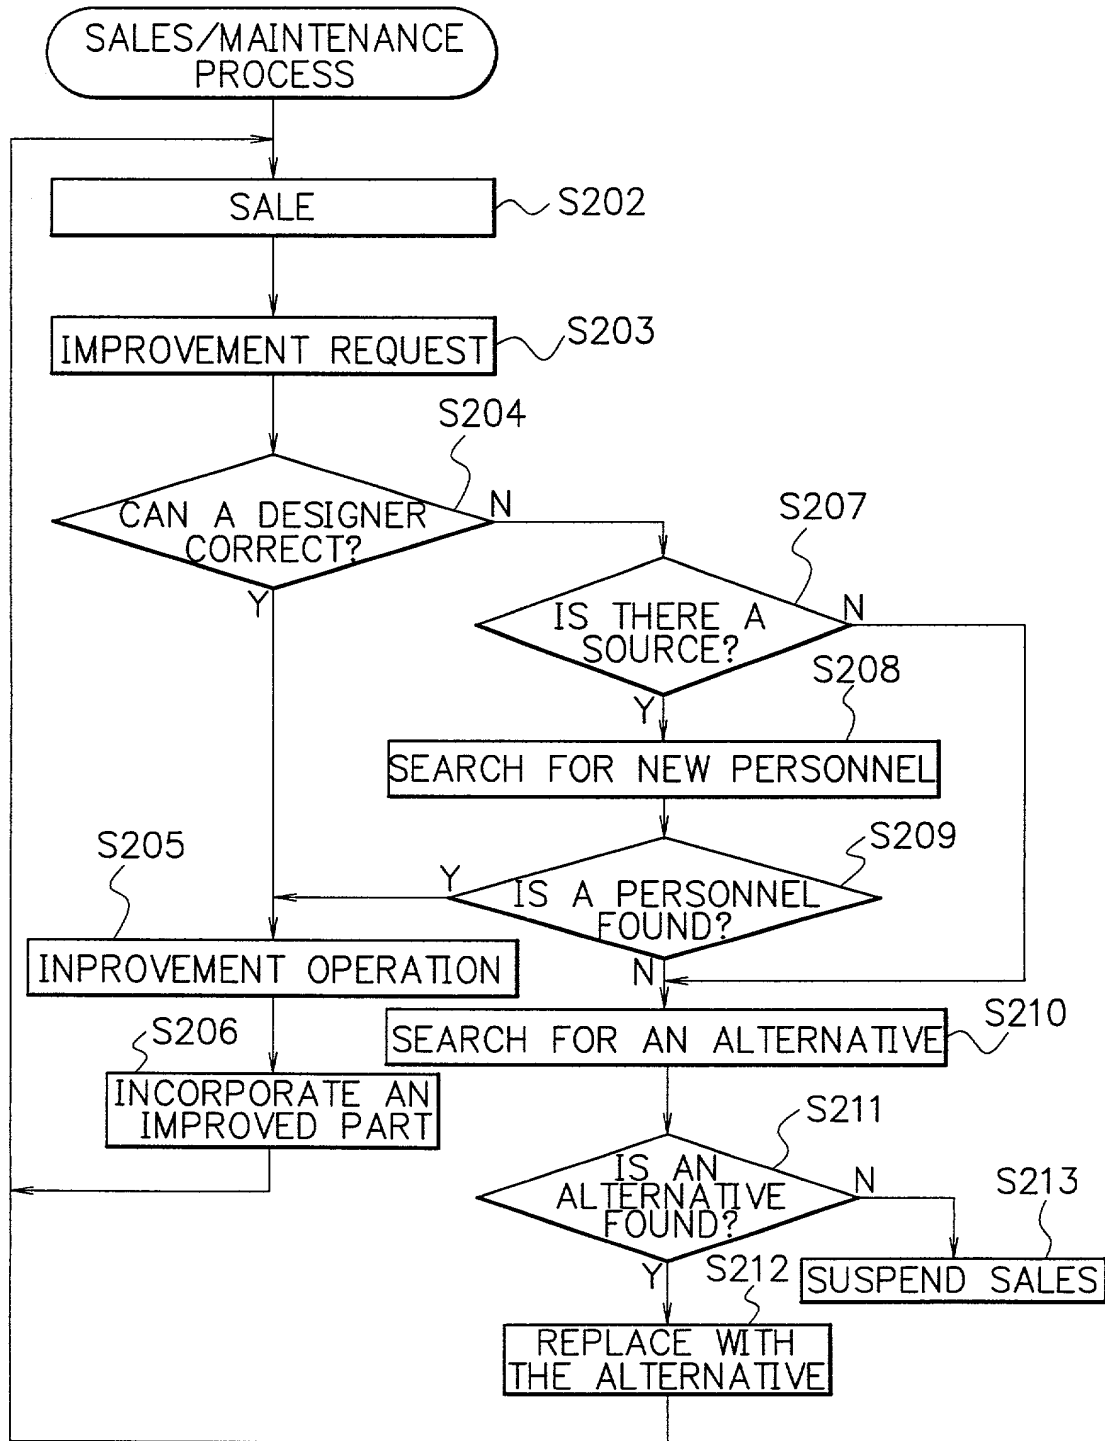 SALES/MAINTENANCE
PROCESS
SALE
S202
IMPROVEMENT REQUEST
S203
S204
CAN A DESIGNER
CORRECT?
N
Y
S207
IS THERE A
SOURCE?
N
Y
S208
SEARCH FOR NEW PERSONNEL
S209
IS A PERSONNEL
FOUND?
Y
N
S205
INPROVEMENT OPERATION
S206
INCORPORATE AN
IMPROVED PART
S210
SEARCH FOR AN ALTERNATIVE
S211
IS AN
ALTERNATIVE
FOUND?
N
Y
S213
SUSPEND SALES
S212
REPLACE WITH
THE ALTERNATIVE